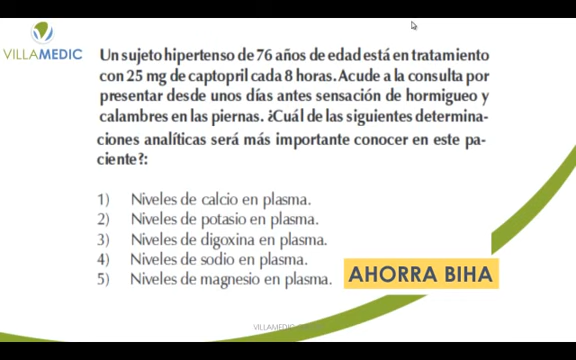 VILLAMEDIC
Un sujeto hipertenso de 76 años de edad está en tratamiento
con 25 mg de captopril cada 8 horas. Acude a la consulta por
presentar desde unos días antes sensación de hormigueo y
calambres en las piernas. ¿Cuál de las siguientes determina-
ciones analíticas será más importante conocer en este pa-
ciente?:
1) Niveles de calcio en plasma.
2) Niveles de potasio en plasma.
3) Niveles de digoxina en plasma.
4) Niveles de sodio en plasma.
5) Niveles de magnesio en plasma.
AHORRA BIHA